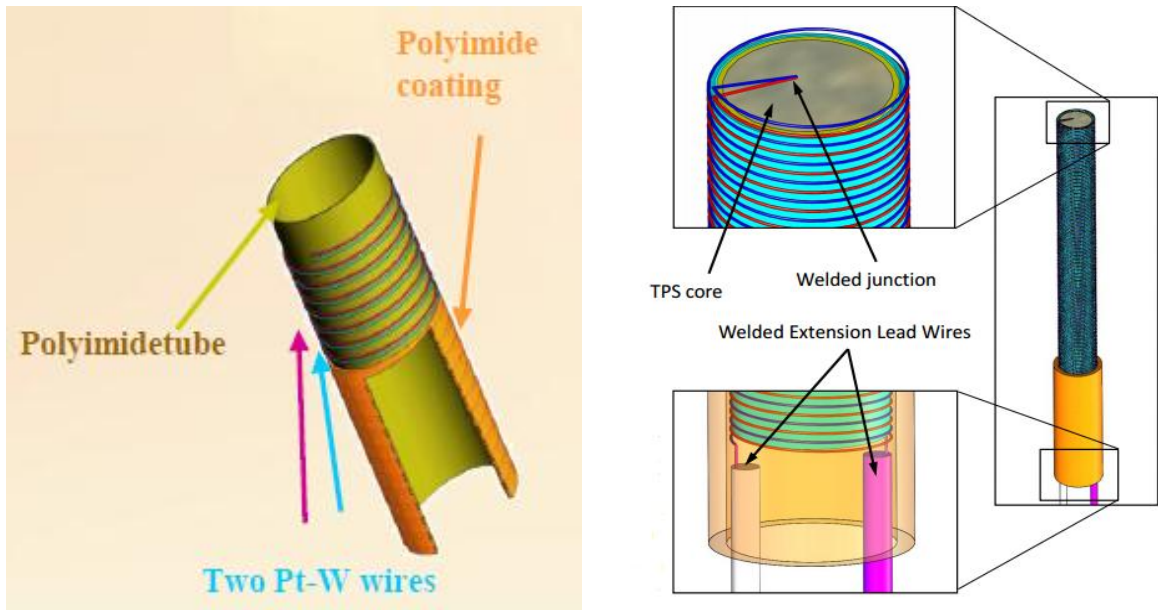 Polyimide
coating
Polyimidetube
Two Pt-W wires
TPS core
Welded junction
Welded Extension Lead Wires